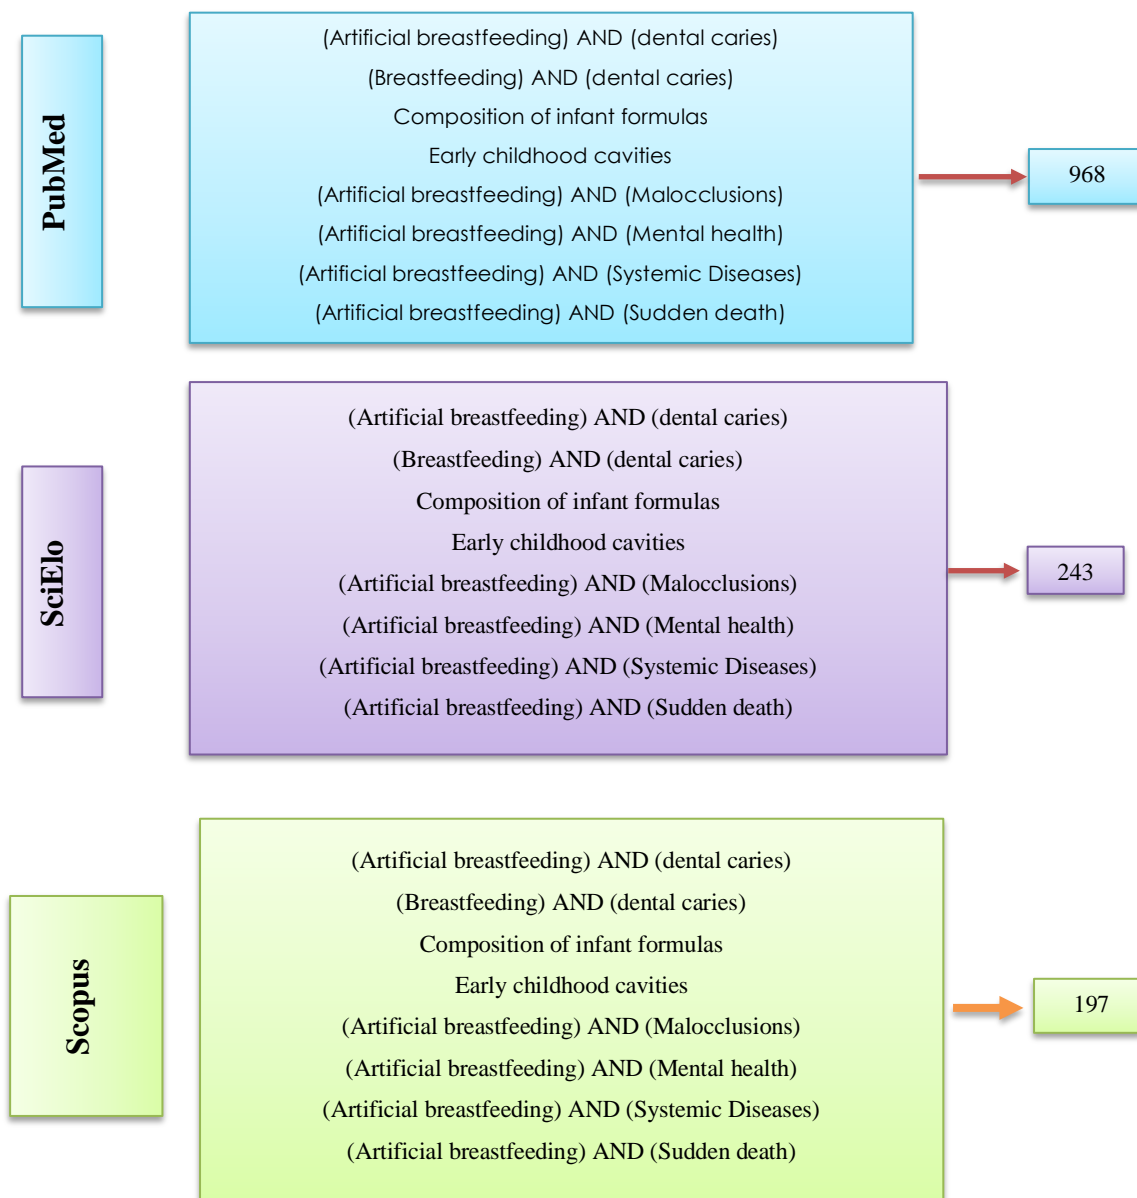 PubMed
(Artificial breastfeeding) AND (dental caries)
(Breastfeeding) AND (dental caries)
Composition of infant formulas
Early childhood cavities
(Artificial breastfeeding) AND (Malocclusions)
(Artificial breastfeeding) AND (Mental health)
(Artificial breastfeeding) AND (Systemic Diseases)
(Artificial breastfeeding) AND (Sudden death)
968
SciElo
(Artificial breastfeeding) AND (dental caries)
(Breastfeeding) AND (dental caries)
Composition of infant formulas
Early childhood cavities
(Artificial breastfeeding) AND (Malocclusions)
(Artificial breastfeeding) AND (Mental health)
(Artificial breastfeeding) AND (Systemic Diseases)
(Artificial breastfeeding) AND (Sudden death)
243
Scopus
(Artificial breastfeeding) AND (dental caries)
(Breastfeeding) AND (dental caries)
Composition of infant formulas
Early childhood cavities
(Artificial breastfeeding) AND (Malocclusions)
(Artificial breastfeeding) AND (Mental health)
(Artificial breastfeeding) AND (Systemic Diseases)
(Artificial breastfeeding) AND (Sudden death)
197